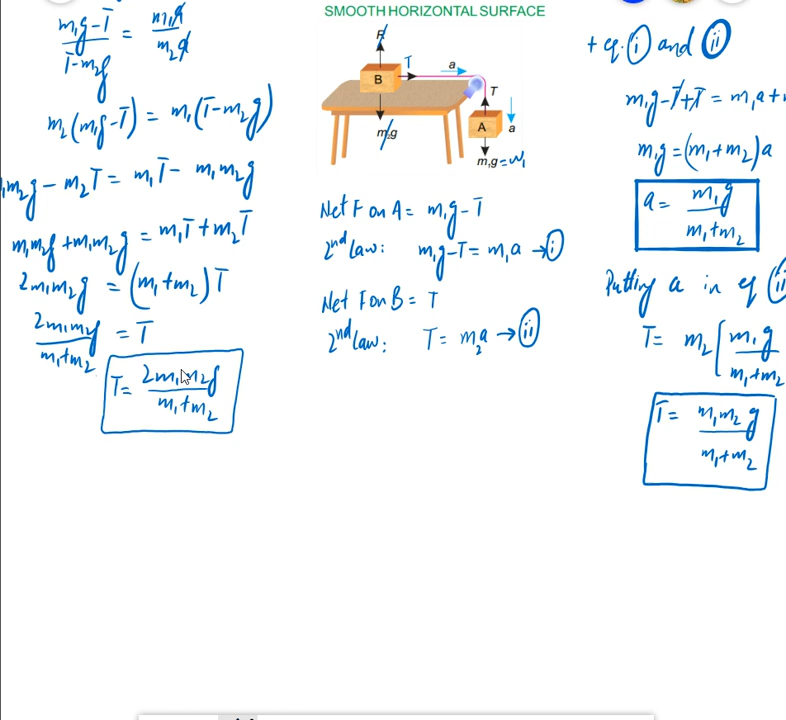 m₁g-T / T-m₂g = m₁a / m₂a
m₂(m₁g-T) = m₁(T-m₂g)
m₁m₂g - m₂T = m₁T - m₁m₂g
m₁m₂g + m₁m₂g = m₁T + m₂T
2m₁m₂g = (m₁+m₂)T
2m₁m₂g / m₁+m₂ = T
T = 2m₁m₂g / m₁+m₂
SMOOTH HORIZONTAL SURFACE
R
B
T
a
T
A
a
m₂g
m₁g=w₁
Net F on A = m₁g-T
2nd Law: m₁g-T = m₁a → (i)
Net F on B = T
2nd Law: T = m₂a → (ii)
+ eq. (i) and (ii)
m₁g-T+T = m₁a+
m₁g = (m₁+m₂)a
a = m₁g / m₁+m₂
Putting a in eq (ii
T = m₂[ m₁g / m₁+m₂
T = m₁m₂g / m₁+m₂